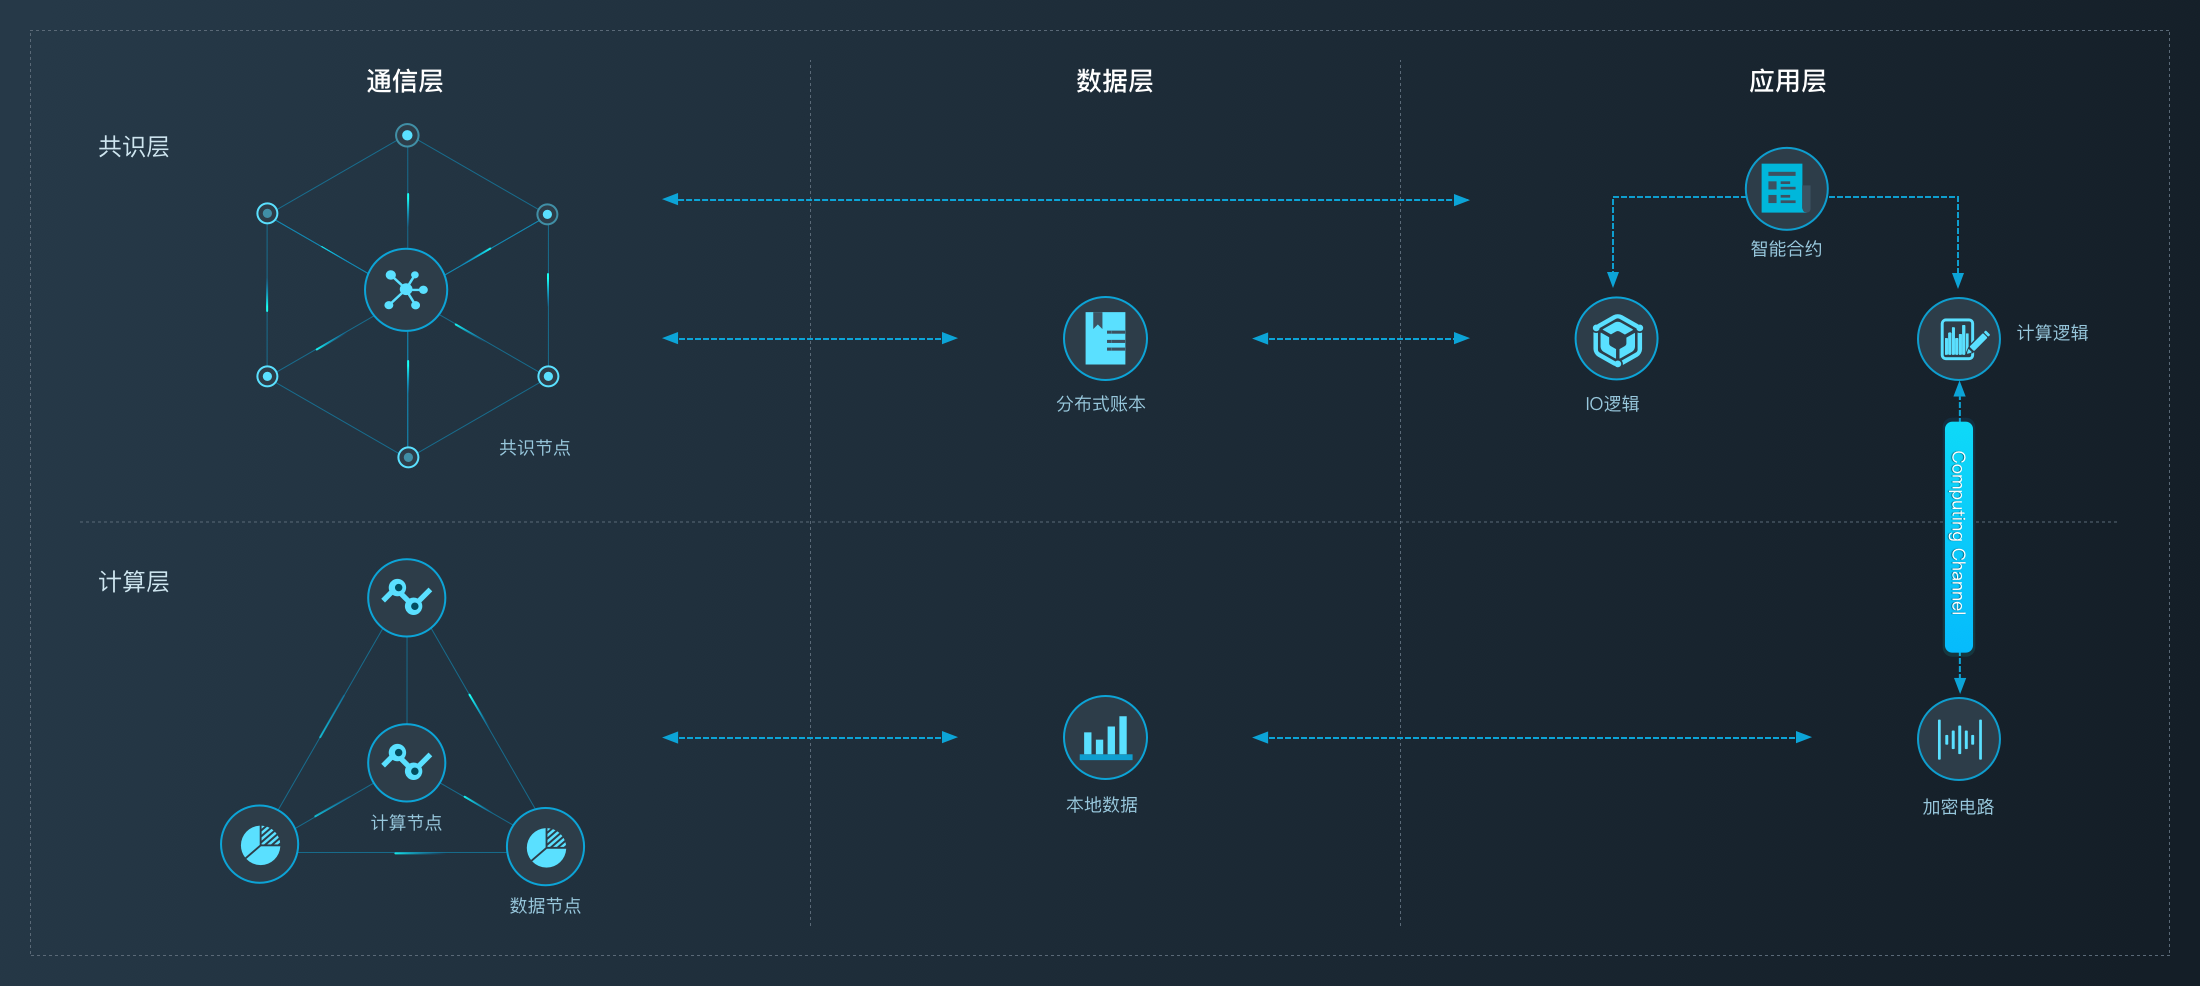 通信层
数据层
应用层
共识层
智能合约
计算逻辑
分布式账本
IO逻辑
共识节点
Computing Channel
计算层
计算节点
本地数据
加密电路
数据节点